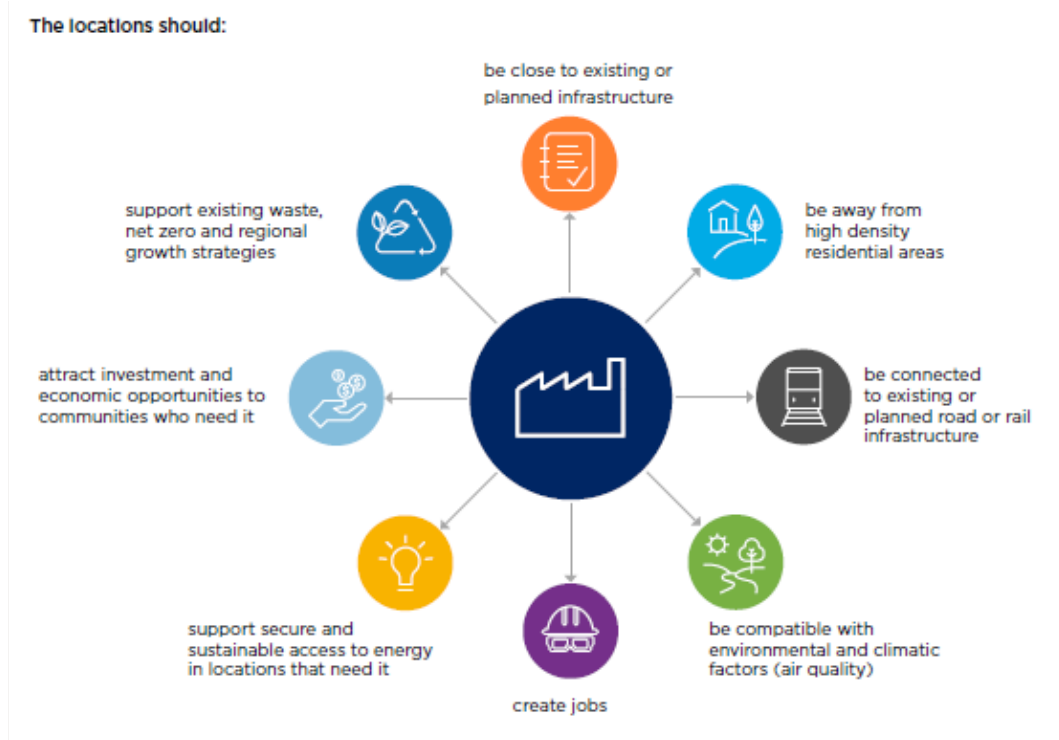 The locations should:
be close to existing or
planned infrastructure
be away from
high density
residential areas
be connected
to existing or
planned road or rail
infrastructure
be compatible with
environmental and climatic
factors (air quality)
create jobs
support secure and
sustainable access to energy
in locations that need it
attract investment and
economic opportunities to
communities who need it
support existing waste,
net zero and regional
growth strategies